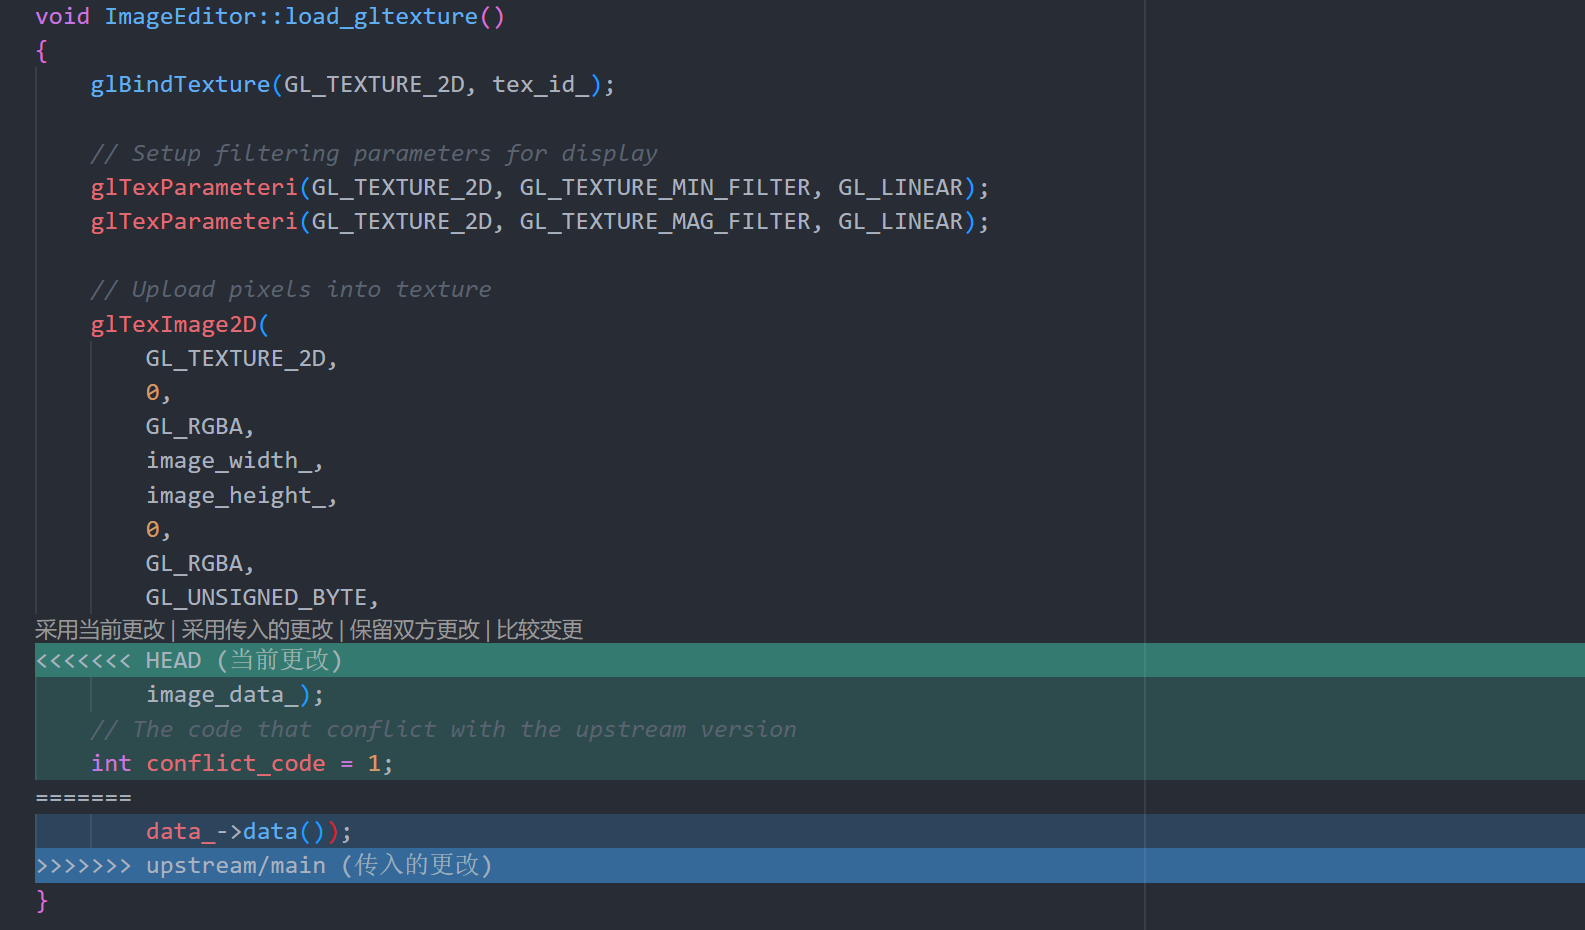 void ImageEditor::load_gltexture()
{
    glBindTexture(GL_TEXTURE_2D, tex_id_);

    // Setup filtering parameters for display
    glTexParameteri(GL_TEXTURE_2D, GL_TEXTURE_MIN_FILTER, GL_LINEAR);
    glTexParameteri(GL_TEXTURE_2D, GL_TEXTURE_MAG_FILTER, GL_LINEAR);

    // Upload pixels into texture
    glTexImage2D(
        GL_TEXTURE_2D,
        0,
        GL_RGBA,
        image_width_,
        image_height_,
        0,
        GL_RGBA,
        GL_UNSIGNED_BYTE,
采用当前更改 | 采用传入的更改 | 保留双方更改 | 比较变更
<<<<<<< HEAD (当前更改)
        image_data_);
    // The code that conflict with the upstream version
    int conflict_code = 1;
=======
        data_->data());
>>>>>>> upstream/main (传入的更改)
}